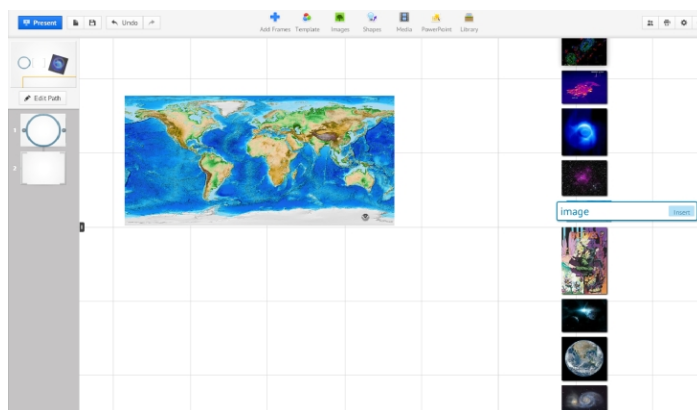 Present
Undo
Add Frames Template Images Shapes Media PowerPoint Library
Edit Path
1
2
image
Insert